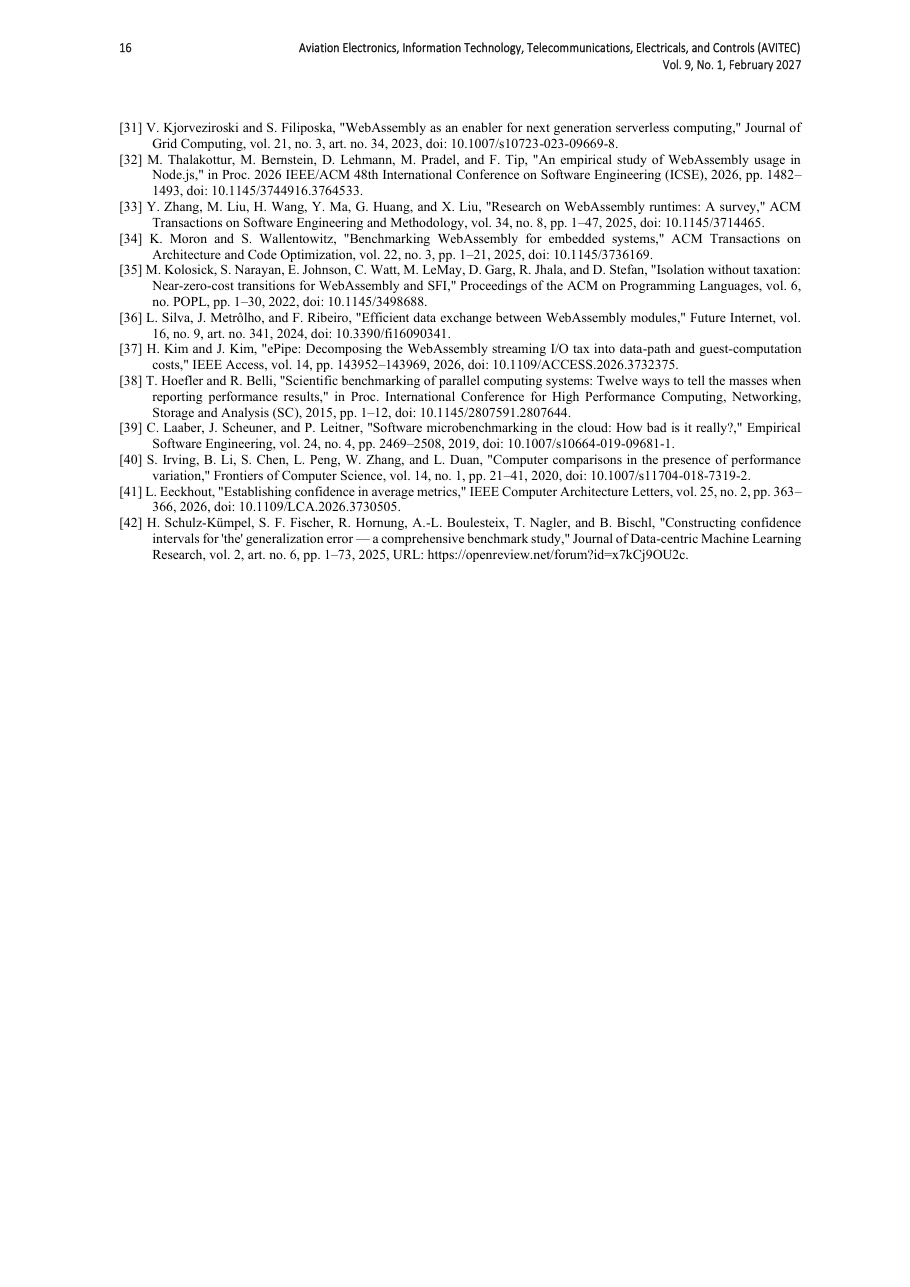 16
Aviation Electronics, Information Technology, Telecommunications, Electricals, and Controls (AVITEC)
Vol. 9, No. 1, February 2027
[31] V. Kjorveziroski and S. Filiposka, "WebAssembly as an enabler for next generation serverless computing," Journal of
Grid Computing, vol. 21, no. 3, art. no. 34, 2023, doi: 10.1007/s10723-023-09669-8.
[32] M. Thalakottur, M. Bernstein, D. Lehmann, M. Pradel, and F. Tip, "An empirical study of WebAssembly usage in
Node.js," in Proc. 2026 IEEE/ACM 48th International Conference on Software Engineering (ICSE), 2026, pp. 1482–
1493, doi: 10.1145/3744916.3764533.
[33] Y. Zhang, M. Liu, H. Wang, Y. Ma, G. Huang, and X. Liu, "Research on WebAssembly runtimes: A survey," ACM
Transactions on Software Engineering and Methodology, vol. 34, no. 8, pp. 1–47, 2025, doi: 10.1145/3714465.
[34] K. Moron and S. Wallentowitz, "Benchmarking WebAssembly for embedded systems," ACM Transactions on
Architecture and Code Optimization, vol. 22, no. 3, pp. 1–21, 2025, doi: 10.1145/3736169.
[35] M. Kolosick, S. Narayan, E. Johnson, C. Watt, M. LeMay, D. Garg, R. Jhala, and D. Stefan, "Isolation without taxation:
Near-zero-cost transitions for WebAssembly and SFI," Proceedings of the ACM on Programming Languages, vol. 6,
no. POPL, pp. 1–30, 2022, doi: 10.1145/3498688.
[36] L. Silva, J. Metrôlho, and F. Ribeiro, "Efficient data exchange between WebAssembly modules," Future Internet, vol.
16, no. 9, art. no. 341, 2024, doi: 10.3390/fi16090341.
[37] H. Kim and J. Kim, "ePipe: Decomposing the WebAssembly streaming I/O tax into data-path and guest-computation
costs," IEEE Access, vol. 14, pp. 143952–143969, 2026, doi: 10.1109/ACCESS.2026.3732375.
[38] T. Hoefler and R. Belli, "Scientific benchmarking of parallel computing systems: Twelve ways to tell the masses when
reporting performance results," in Proc. International Conference for High Performance Computing, Networking,
Storage and Analysis (SC), 2015, pp. 1–12, doi: 10.1145/2807591.2807644.
[39] C. Laaber, J. Scheuner, and P. Leitner, "Software microbenchmarking in the cloud: How bad is it really?," Empirical
Software Engineering, vol. 24, no. 4, pp. 2469–2508, 2019, doi: 10.1007/s10664-019-09681-1.
[40] S. Irving, B. Li, S. Chen, L. Peng, W. Zhang, and L. Duan, "Computer comparisons in the presence of performance
variation," Frontiers of Computer Science, vol. 14, no. 1, pp. 21–41, 2020, doi: 10.1007/s11704-018-7319-2.
[41] L. Eeckhout, "Establishing confidence in average metrics," IEEE Computer Architecture Letters, vol. 25, no. 2, pp. 363–
366, 2026, doi: 10.1109/LCA.2026.3730505.
[42] H. Schulz-Kümpel, S. F. Fischer, R. Hornung, A.-L. Boulesteix, T. Nagler, and B. Bischl, "Constructing confidence
intervals for 'the' generalization error — a comprehensive benchmark study," Journal of Data-centric Machine Learning
Research, vol. 2, art. no. 6, pp. 1–73, 2025, URL: https://openreview.net/forum?id=x7kCj9OU2c.